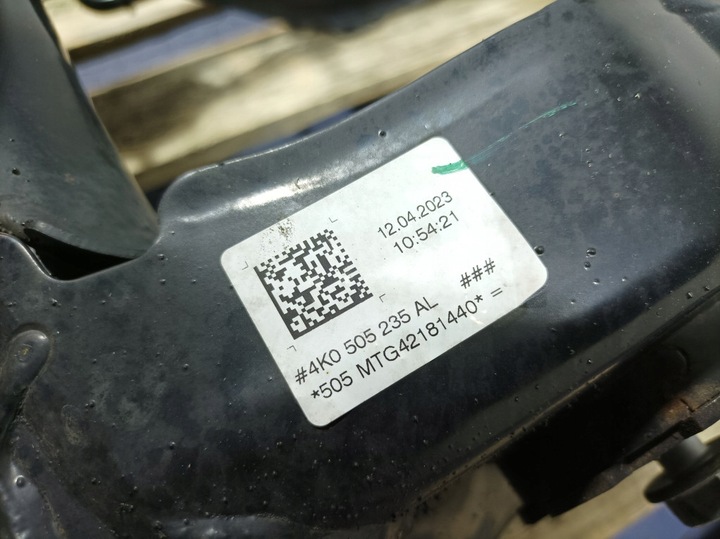 12.04.2023
10:54:21
#4K0 505 235 AL ###
*505 MTG42181440* =